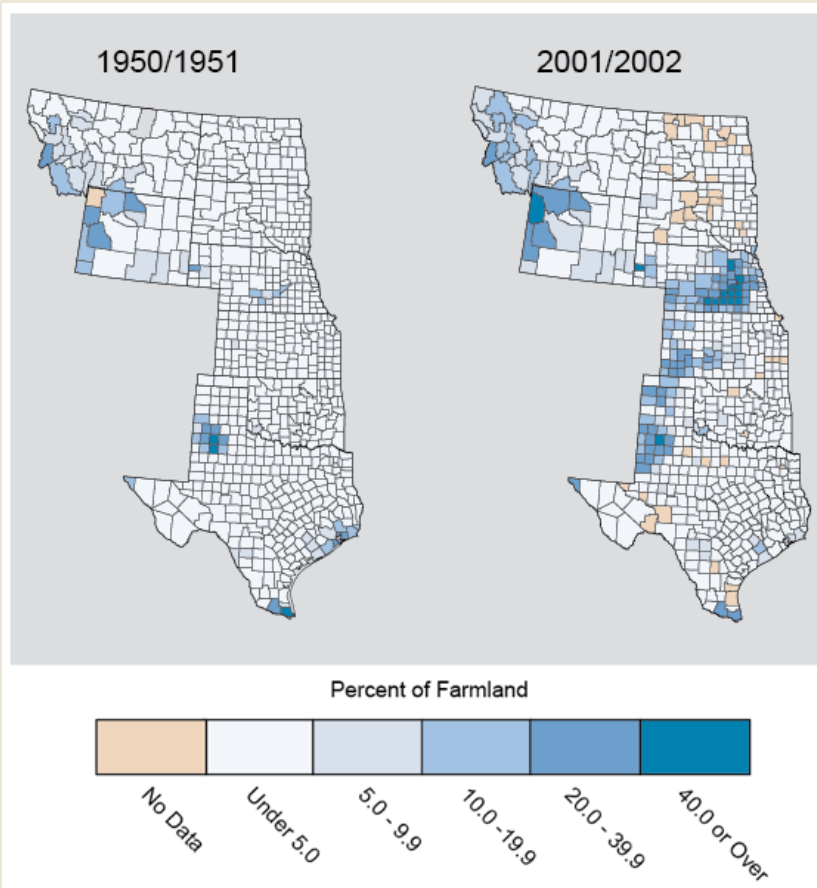 1950/1951 2001/2002
Percent of Farmland
No Data
Under 5.0
5.0 - 9.9
10.0 -19.9
20.0 - 39.9
40.0 or Over